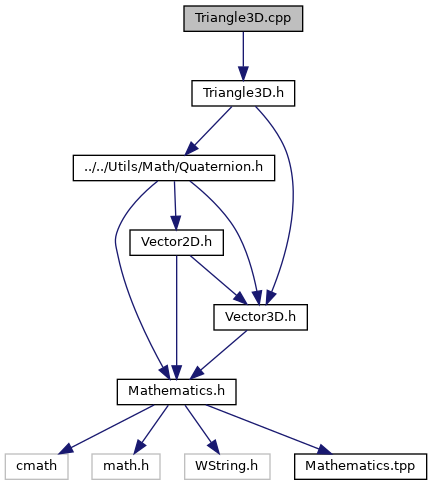 Triangle3D.cpp
Triangle3D.h
../../Utils/Math/Quaternion.h
Vector2D.h
Vector3D.h
Mathematics.h
cmath
math.h
WString.h
Mathematics.tpp